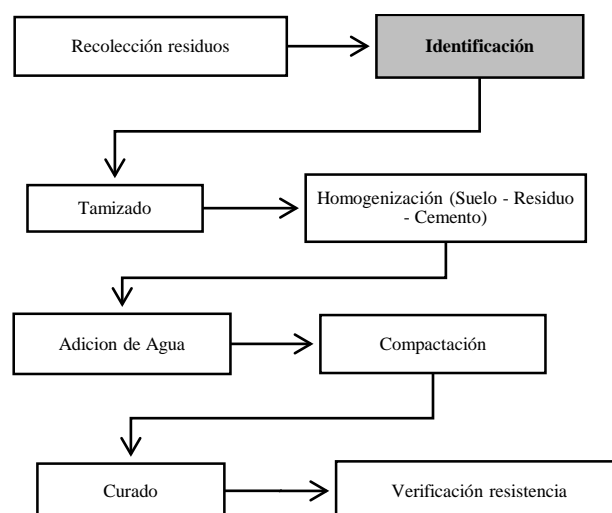 Recolección residuos
Identificación
Tamizado
Homogenización (Suelo - Residuo
- Cemento)
Adicion de Agua
Compactación
Curado
Verificación resistencia